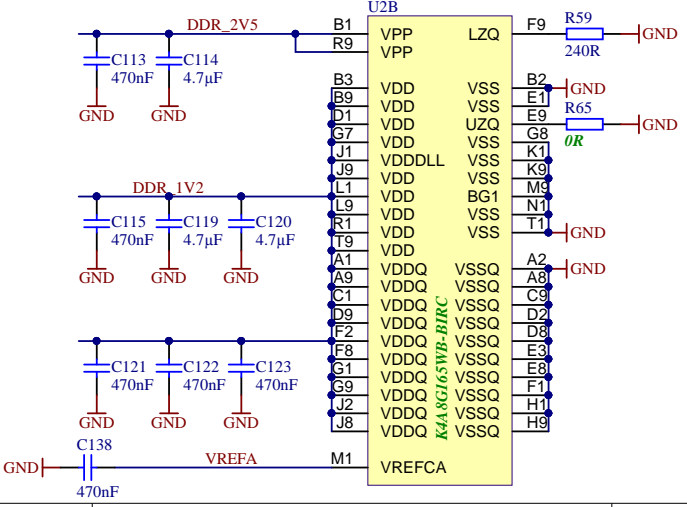 U2B
DDR_2V5 B1 VPP LZQ F9 R59 GND
R9 VPP 240R
C113 C114
470nF 4.7µF
GND GND
B3 VDD VSS B2 GND
B9 VDD VSS E1 R65
D1 VDD UZQ E9 GND
G7 VDD VSS G8 0R
J1 VDDDLL VSS K1
J9 VDD VSS K9
DDR_1V2 L1 VDD BG1 M9
L9 VDD VSS N1
R1 VDD VSS T1 GND
T9 VDD
C115 C119 C120
470nF 4.7µF 4.7µF
GND GND GND
A1 VDDQ VSSQ A2 GND
A9 VDDQ VSSQ A8
C1 VDDQ VSSQ C9
D9 VDDQ VSSQ D2
F2 VDDQ VSSQ D8
F8 VDDQ VSSQ E3
G1 VDDQ VSSQ E8
G9 VDDQ VSSQ F1
J2 VDDQ VSSQ H1
J8 VDDQ VSSQ H9
K4A8G165WB-BIRC
C121 C122 C123
470nF 470nF 470nF
GND GND GND
C138
GND VREFA M1 VREFCA
470nF